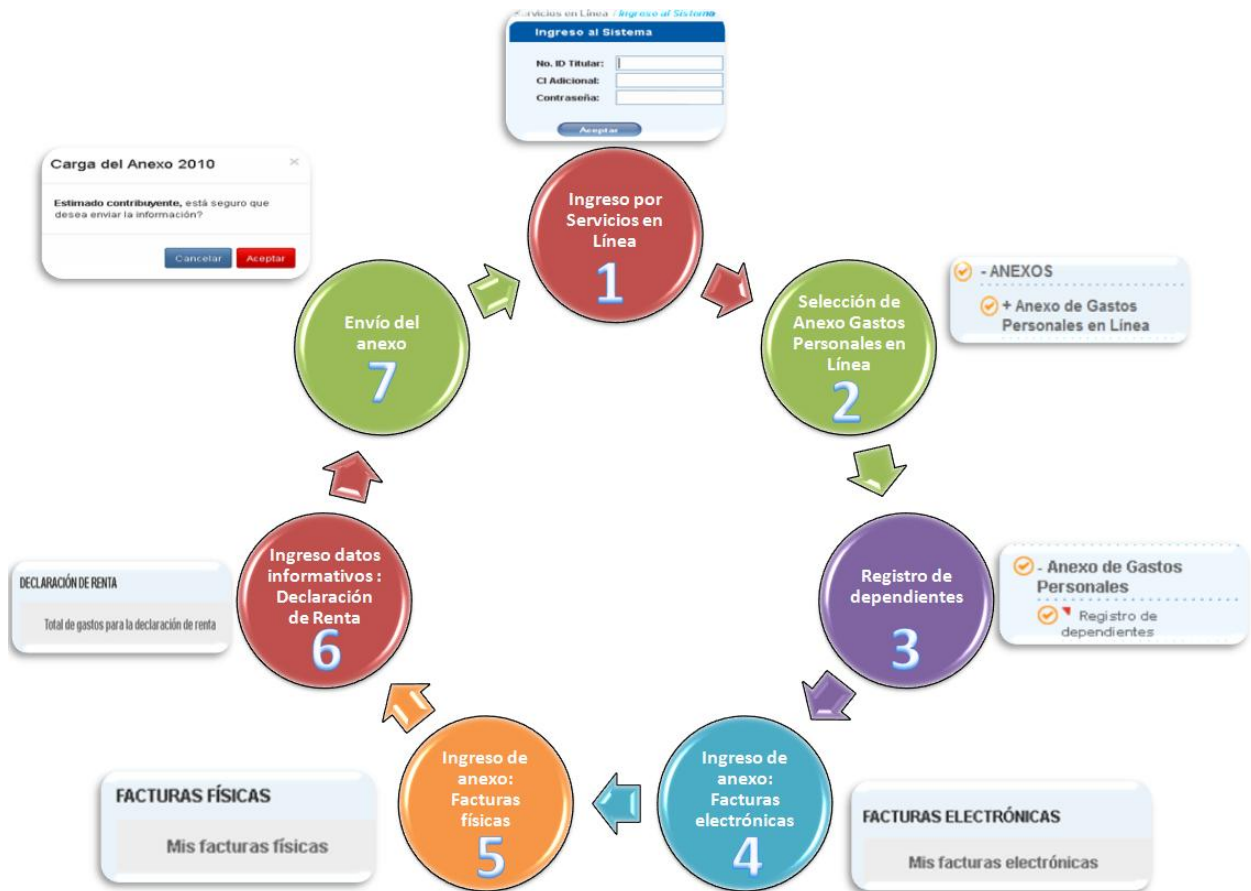 Servicios en Línea / Ingreso al Sistema
Ingreso al Sistema
No. ID Titular:
CI Adicional:
Contraseña:
Aceptar
Ingreso por
Servicios en
Línea
1
Selección de
Anexo Gastos
Personales en
Línea
2
- ANEXOS
+ Anexo de Gastos
Personales en Linea
Registro de
dependientes
3
- Anexo de Gastos
Personales
Registro de
dependientes
Ingreso de
anexo:
Facturas
electrónicas
4
FACTURAS ELECTRÓNICAS
Mis facturas electrónicas
Ingreso de
anexo:
Facturas
físicas
5
FACTURAS FÍSICAS
Mis facturas físicas
Ingreso datos
informativos :
Declaración
de Renta
6
DECLARACIÓN DE RENTA
Total de gastos para la declaración de renta
Envío del
anexo
7
Carga del Anexo 2010 ×
Estimado contribuyente, está seguro que
desea enviar la información?
Cancelar Aceptar